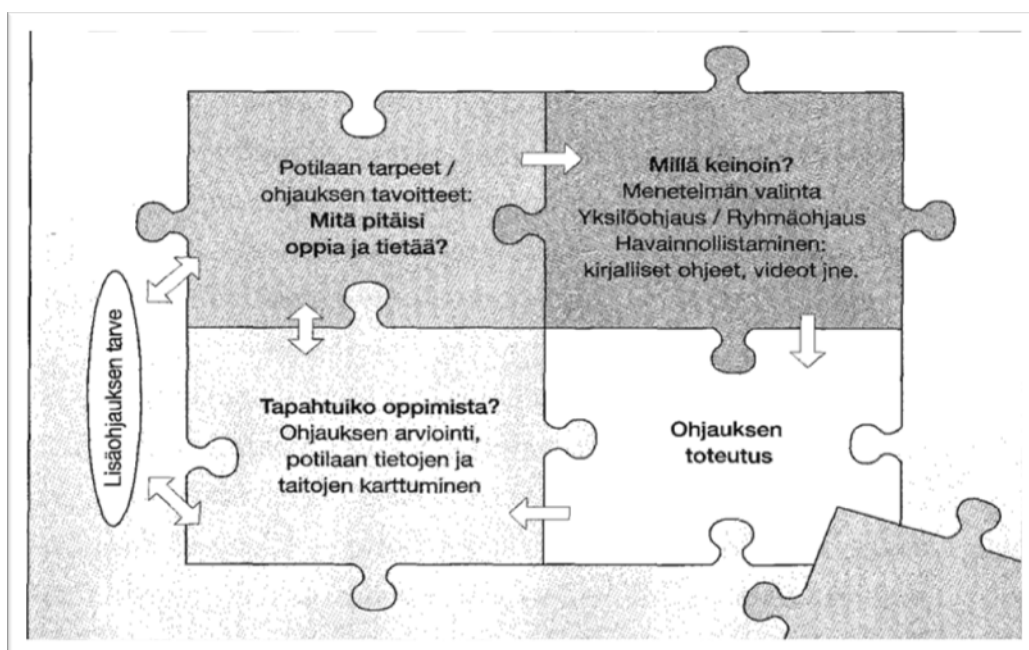 Potilaan tarpeet /
ohjauksen tavoitteet:
Mitä pitäisi
oppia ja tietää?
Millä keinoin?
Menetelmän valinta
Yksilöohjaus / Ryhmäohjaus
Havainnollistaminen:
kirjalliset ohjeet, videot jne.
Lisäohjauksen tarve
Tapahtuiko oppimista?
Ohjauksen arviointi,
potilaan tietojen ja
taitojen karttuminen
Ohjauksen
toteutus